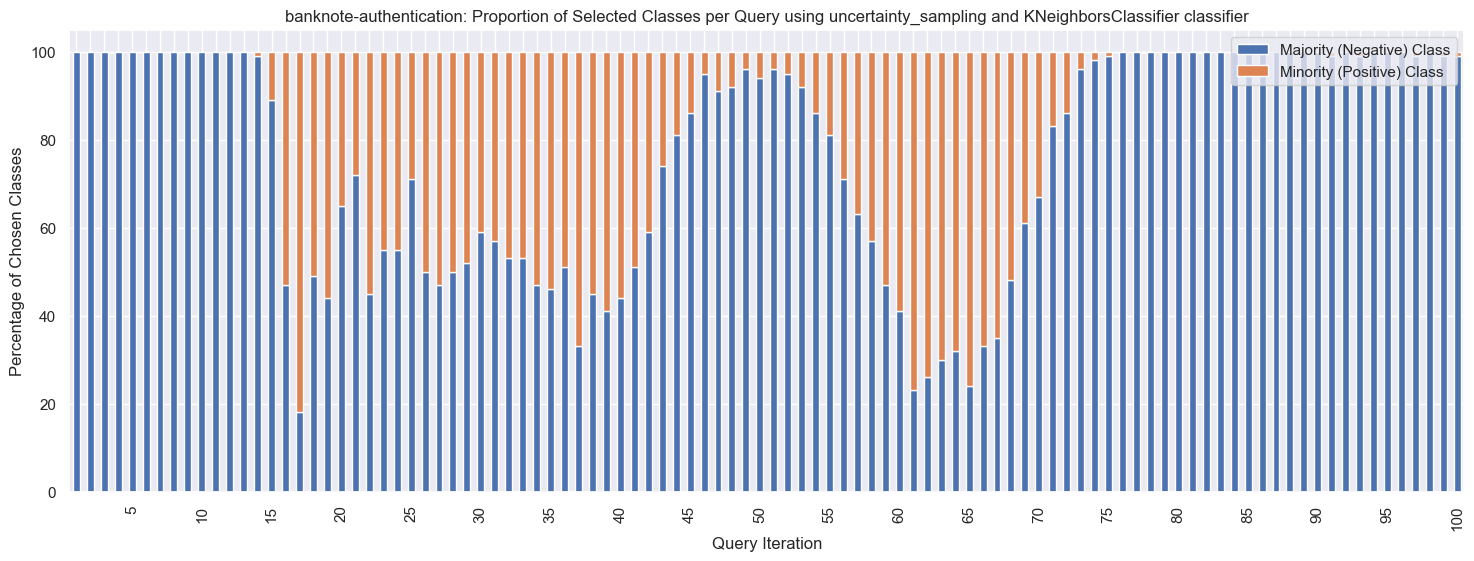 banknote-authentication: Proportion of Selected Classes per Query using uncertainty_sampling and KNeighborsClassifier classifier
Majority (Negative) Class
Minority (Positive) Class
Percentage of Chosen Classes
100
80
60
40
20
0
5 10 15 20 25 30 35 40 45 50 55 60 65 70 75 80 85 90 95 100
Query Iteration